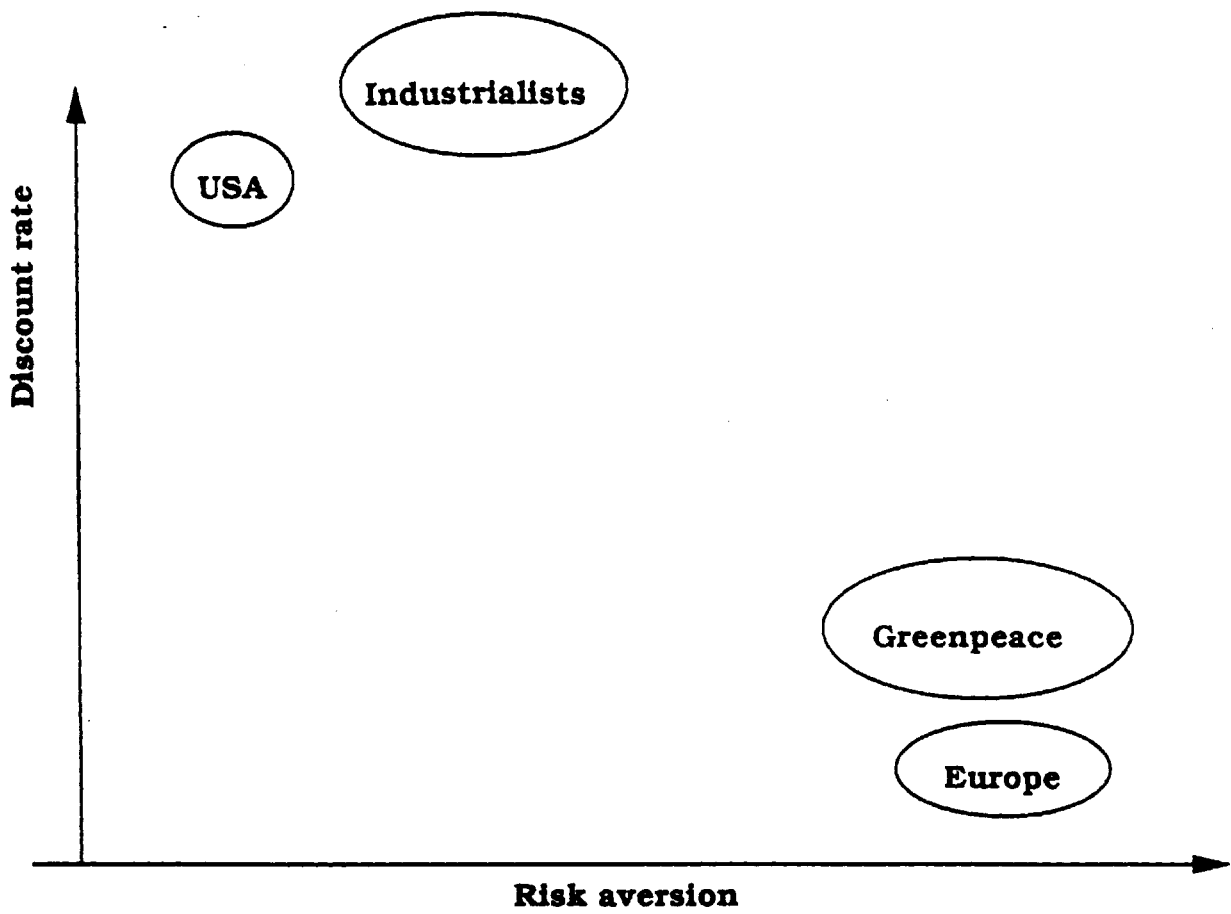 Industrialists
USA
Discount rate
Greenpeace
Europe
Risk aversion